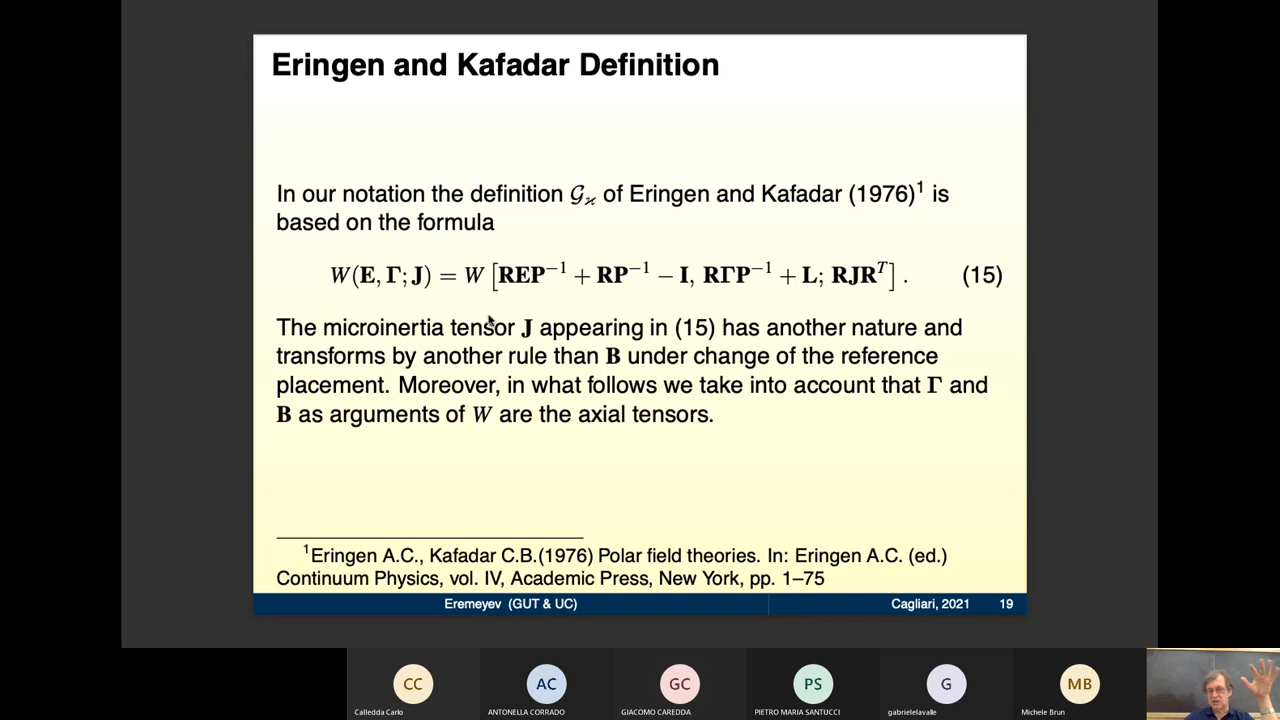 Eringen and Kafadar Definition
In our notation the definition 𝒢ϰ of Eringen and Kafadar (1976)¹ is
based on the formula
W(E, Γ; J) = W [REP⁻¹ + RP⁻¹ − I, RΓP⁻¹ + L; RJRᵀ] . (15)
The microinertia tensor J appearing in (15) has another nature and
transforms by another rule than B under change of the reference
placement. Moreover, in what follows we take into account that Γ and
B as arguments of W are the axial tensors.
¹Eringen A.C., Kafadar C.B.(1976) Polar field theories. In: Eringen A.C. (ed.)
Continuum Physics, vol. IV, Academic Press, New York, pp. 1–75
Eremeyev (GUT & UC) Cagliari, 2021 19
CC AC GC PS G MB
Calledda Carlo ANTONELLA CORRADO GIACOMO CAREDDA PIETRO MARIA SANTUCCI gabrielelavalle Michele Brun